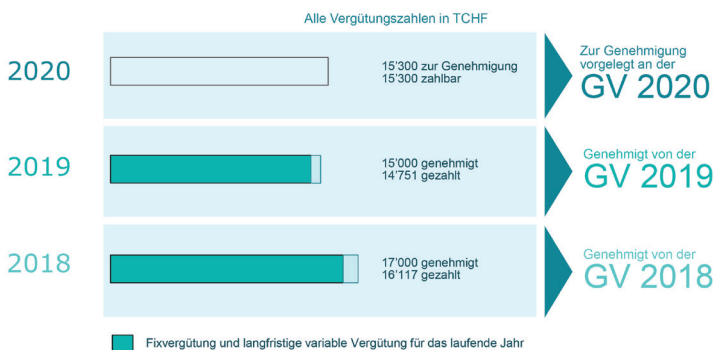 Alle Vergütungszahlen in TCHF
2020
15'300 zur Genehmigung
15'300 zahlbar
Zur Genehmigung
vorgelegt an der
GV 2020
2019
15'000 genehmigt
14'751 gezahlt
Genehmigt von der
GV 2019
2018
17'000 genehmigt
16'117 gezahlt
Genehmigt von der
GV 2018
Fixvergütung und langfristige variable Vergütung für das laufende Jahr